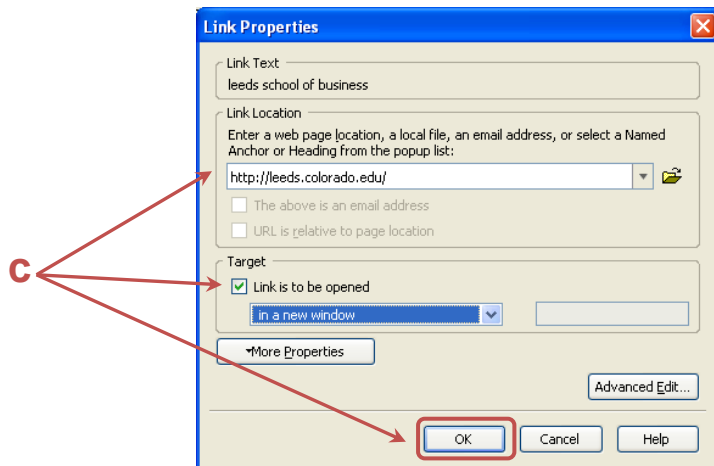 Link Properties
Link Text
leeds school of business
Link Location
Enter a web page location, a local file, an email address, or select a Named
Anchor or Heading from the popup list:
http://leeds.colorado.edu/
The above is an email address
URL is relative to page location
C
Target
Link is to be opened
in a new window
More Properties
Advanced Edit...
OK Cancel Help